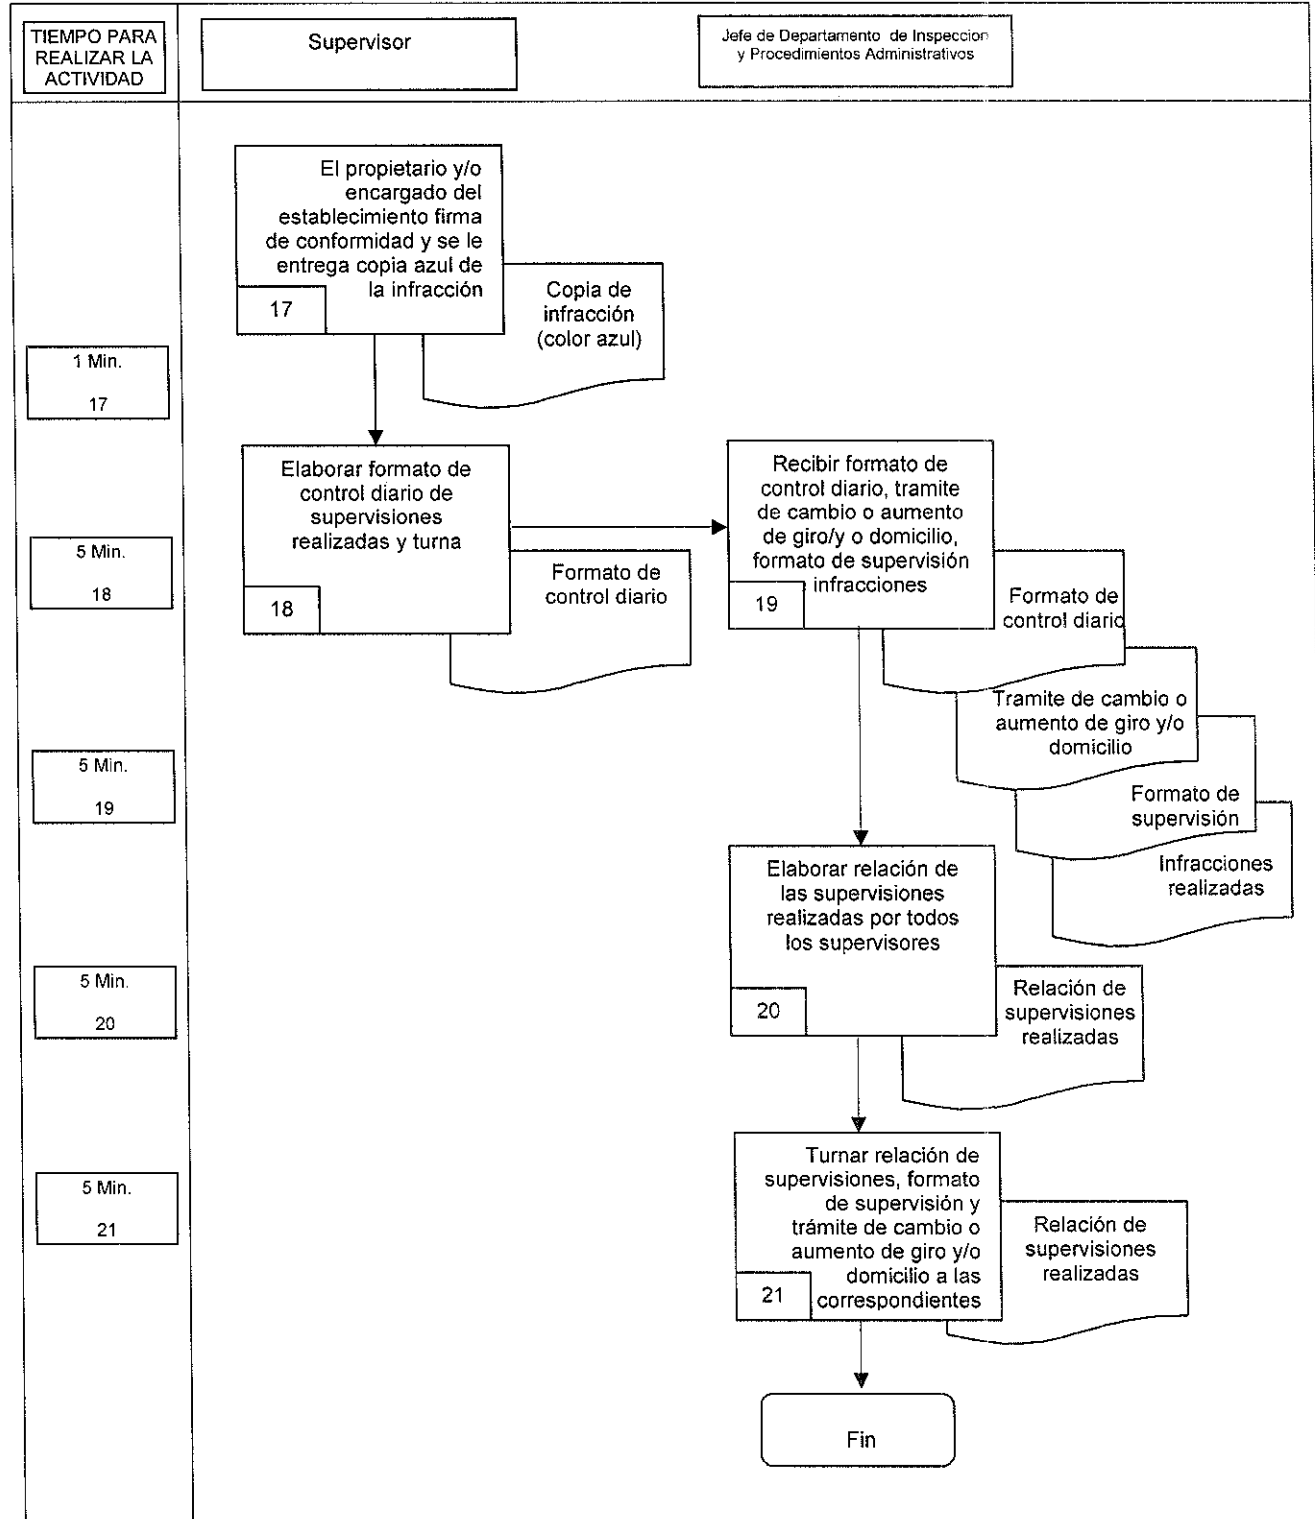 TIEMPO PARA
REALIZAR LA
ACTIVIDAD
Supervisor
Jefe de Departamento de Inspeccion
y Procedimientos Administrativos
El propietario y/o
encargado del
establecimiento firma
de conformidad y se le
entrega copia azul de
la infracción
17
Copia de
infracción
(color azul)
1 Min.
17
Elaborar formato de
control diario de
supervisiones
realizadas y turna
18
Formato de
control diario
Recibir formato de
control diario, tramite
de cambio o aumento
de giro/y o domicilio,
formato de supervisión
infracciones
19
Formato de
control diario
Tramite de cambio o
aumento de giro y/o
domicilio
Formato de
supervisión
Infracciones
realizadas
5 Min.
18
5 Min.
19
Elaborar relación de
las supervisiones
realizadas por todos
los supervisores
20
Relación de
supervisiones
realizadas
5 Min.
20
Turnar relación de
supervisiones, formato
de supervisión y
trámite de cambio o
aumento de giro y/o
domicilio a las
correspondientes
21
Relación de
supervisiones
realizadas
5 Min.
21
Fin